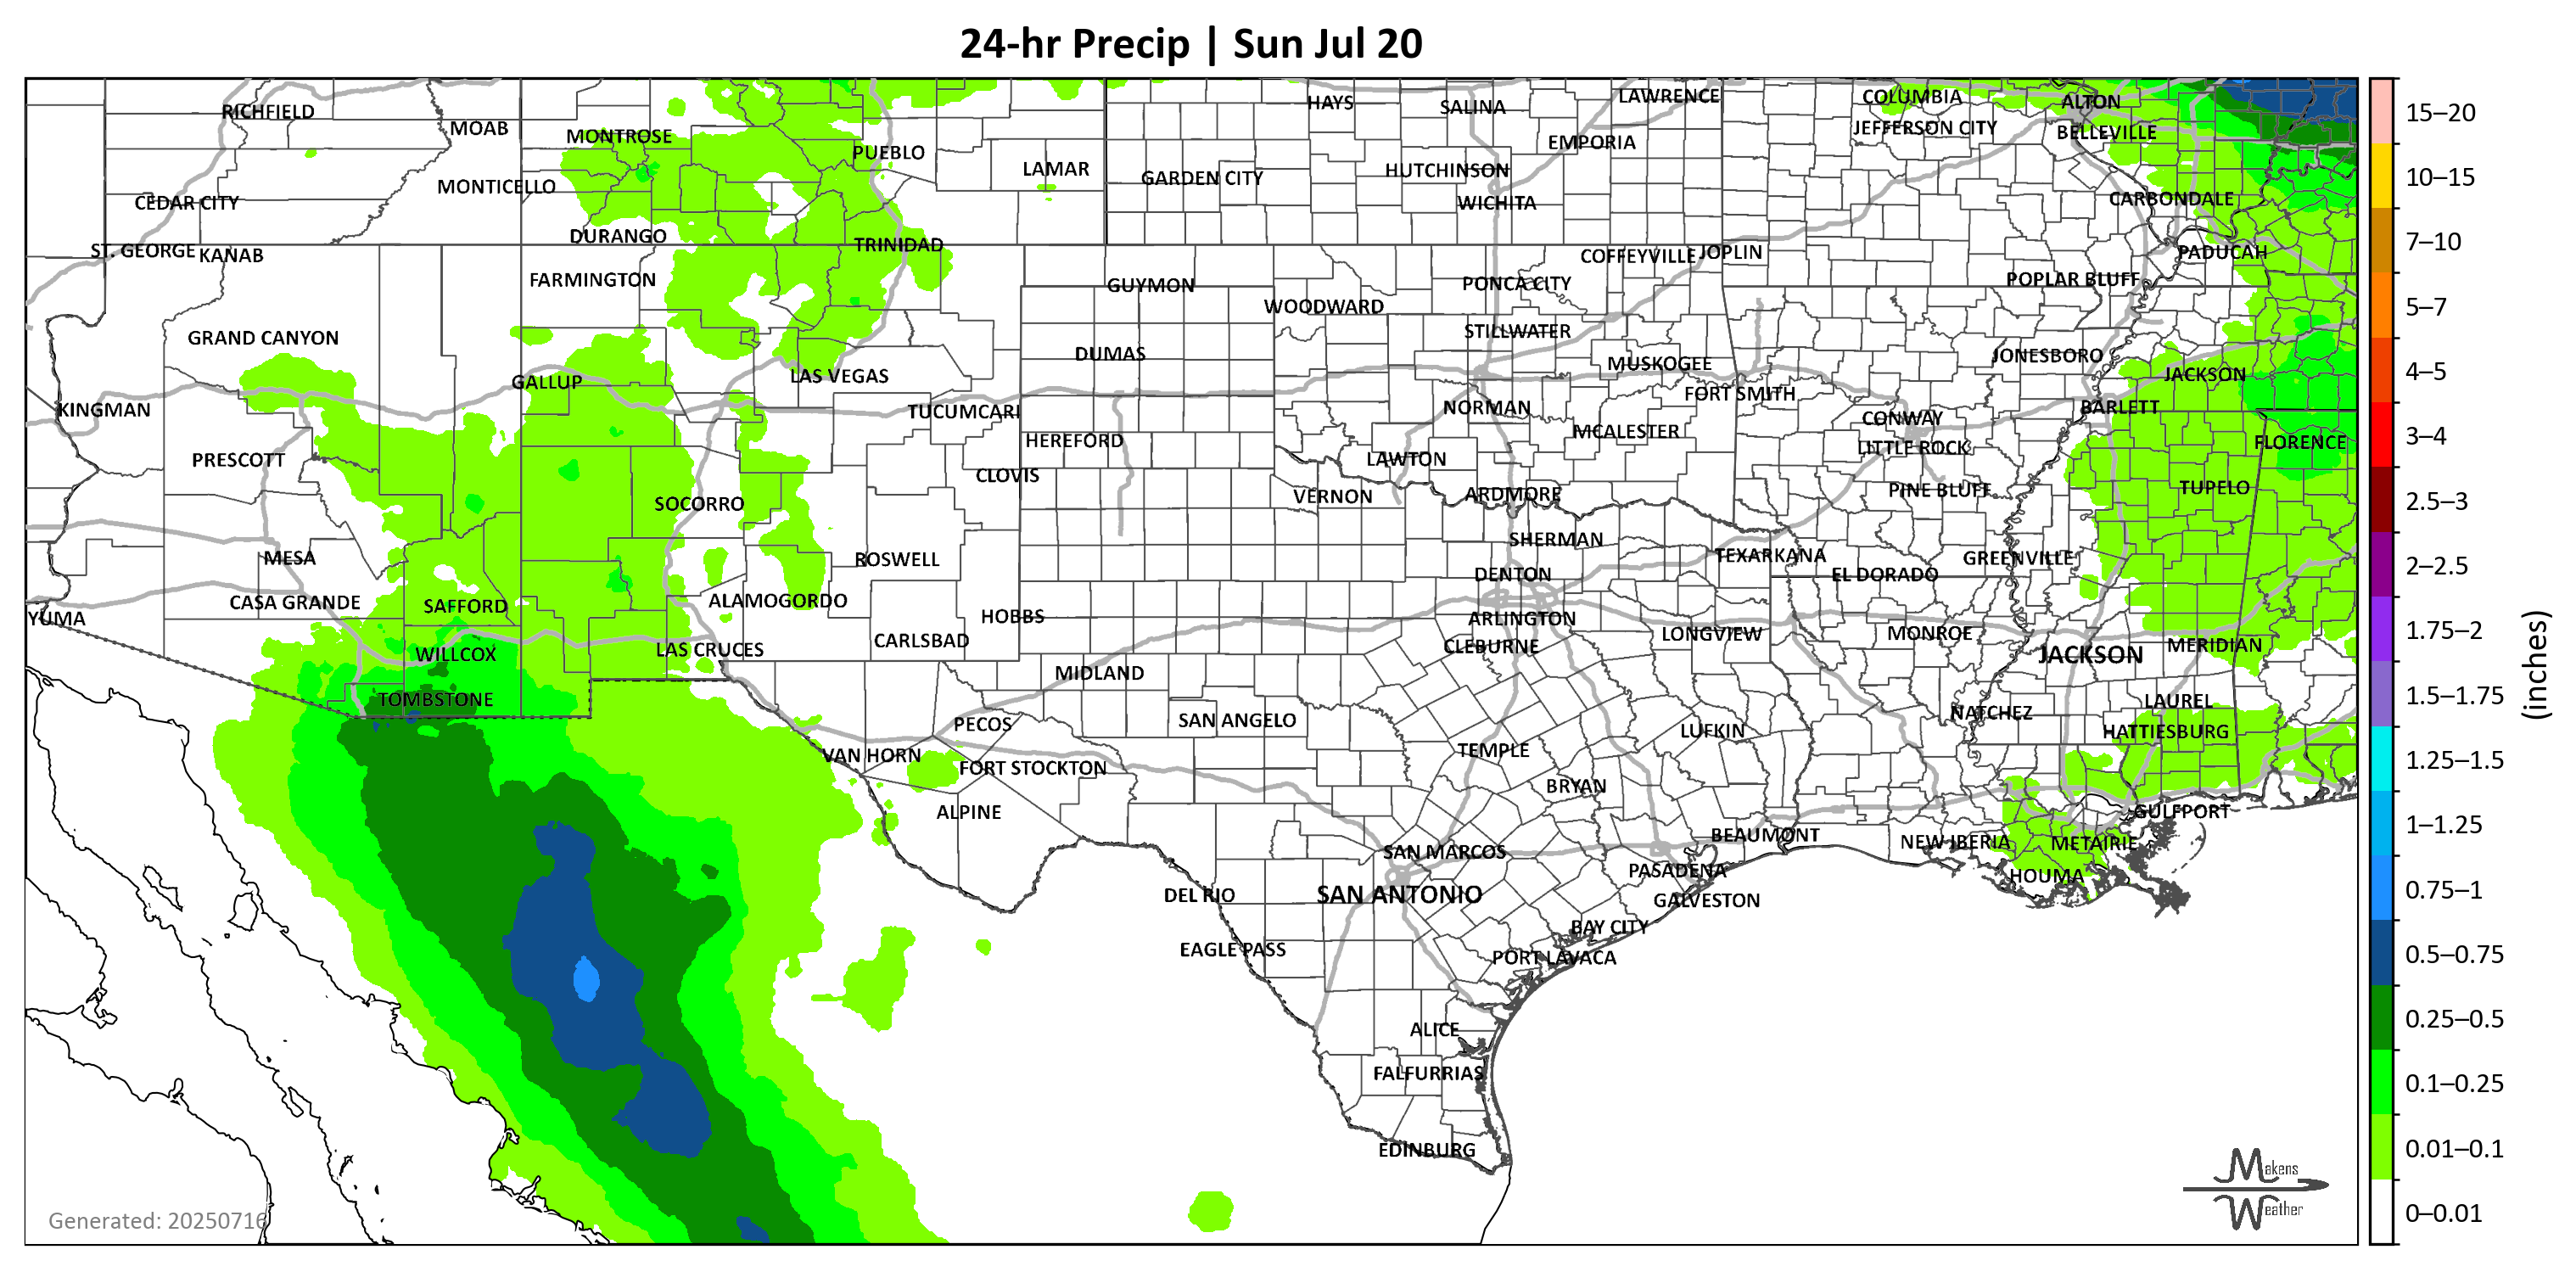 24-hr Precip | Sun Jul 20
RICHFIELD
MOAB
MONTROSE
PUEBLO
LAMAR
HAYS
SALINA
LAWRENCE
COLUMBIA
ALTON
JEFFERSON CITY
BELLEVILLE
EMPORIA
HUTCHINSON
GARDEN CITY
MONTICELLO
CEDAR CITY
WICHITA
CARBONDALE
DURANGO
TRINIDAD
ST. GEORGE
KANAB
COFFEYVILLE
JOPLIN
PADUCAH
FARMINGTON
GUYMON
PONCA CITY
POPLAR BLUFF
WOODWARD
GRAND CANYON
STILLWATER
DUMAS
JONESBORO
MUSKOGEE
GALLUP
LAS VEGAS
JACKSON
FORT SMITH
KINGMAN
TUCUMCARI
NORMAN
BARLETT
CONWAY
HEREFORD
MCALESTER
FLORENCE
LITTLE ROCK
PRESCOTT
LAWTON
CLOVIS
TUPELO
VERNON
ARDMORE
PINE BLUFF
SOCORRO
SHERMAN
MESA
ROSWELL
TEXARKANA
GREENVILLE
DENTON
EL DORADO
CASA GRANDE
SAFFORD
ALAMOGORDO
YUMA
HOBBS
ARLINGTON
CARLSBAD
LONGVIEW
MONROE
CLEBURNE
MERIDIAN
WILLCOX
LAS CRUCES
JACKSON
MIDLAND
TOMBSTONE
LAUREL
NATCHEZ
PECOS
SAN ANGELO
LUFKIN
HATTIESBURG
VAN HORN
TEMPLE
FORT STOCKTON
BRYAN
ALPINE
GULFPORT
BEAUMONT
NEW IBERIA
METAIRIE
SAN MARCOS
PASADENA
HOUMA
DEL RIO
SAN ANTONIO
GALVESTON
BAY CITY
EAGLE PASS
PORT LAVACA
ALICE
FALFURRIAS
EDINBURG
Generated: 20250716
Makens
Weather
15–20
10–15
7–10
5–7
4–5
3–4
2.5–3
2–2.5
1.75–2
1.5–1.75
1.25–1.5
1–1.25
0.75–1
0.5–0.75
0.25–0.5
0.1–0.25
0.01–0.1
0–0.01
(inches)